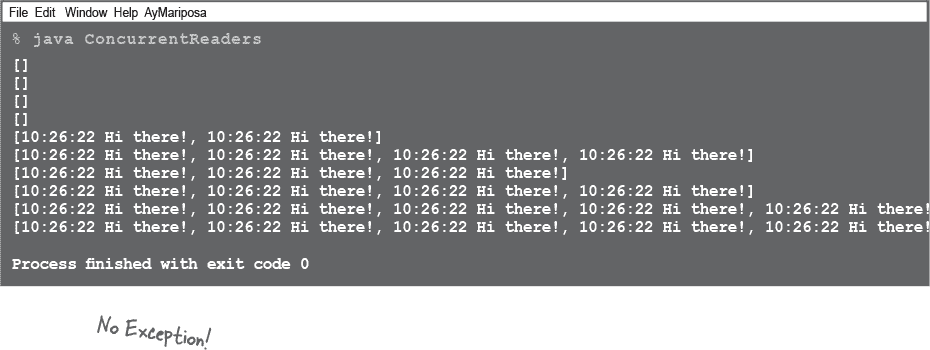 File Edit Window Help AyMariposa
% java ConcurrentReaders
[]
[]
[]
[]
[10:26:22 Hi there!, 10:26:22 Hi there!]
[10:26:22 Hi there!, 10:26:22 Hi there!, 10:26:22 Hi there!, 10:26:22 Hi there!]
[10:26:22 Hi there!, 10:26:22 Hi there!, 10:26:22 Hi there!]
[10:26:22 Hi there!, 10:26:22 Hi there!, 10:26:22 Hi there!, 10:26:22 Hi there!]
[10:26:22 Hi there!, 10:26:22 Hi there!, 10:26:22 Hi there!, 10:26:22 Hi there!, 10:26:22 Hi there!
[10:26:22 Hi there!, 10:26:22 Hi there!, 10:26:22 Hi there!, 10:26:22 Hi there!, 10:26:22 Hi there!
Process finished with exit code 0
No Exception!